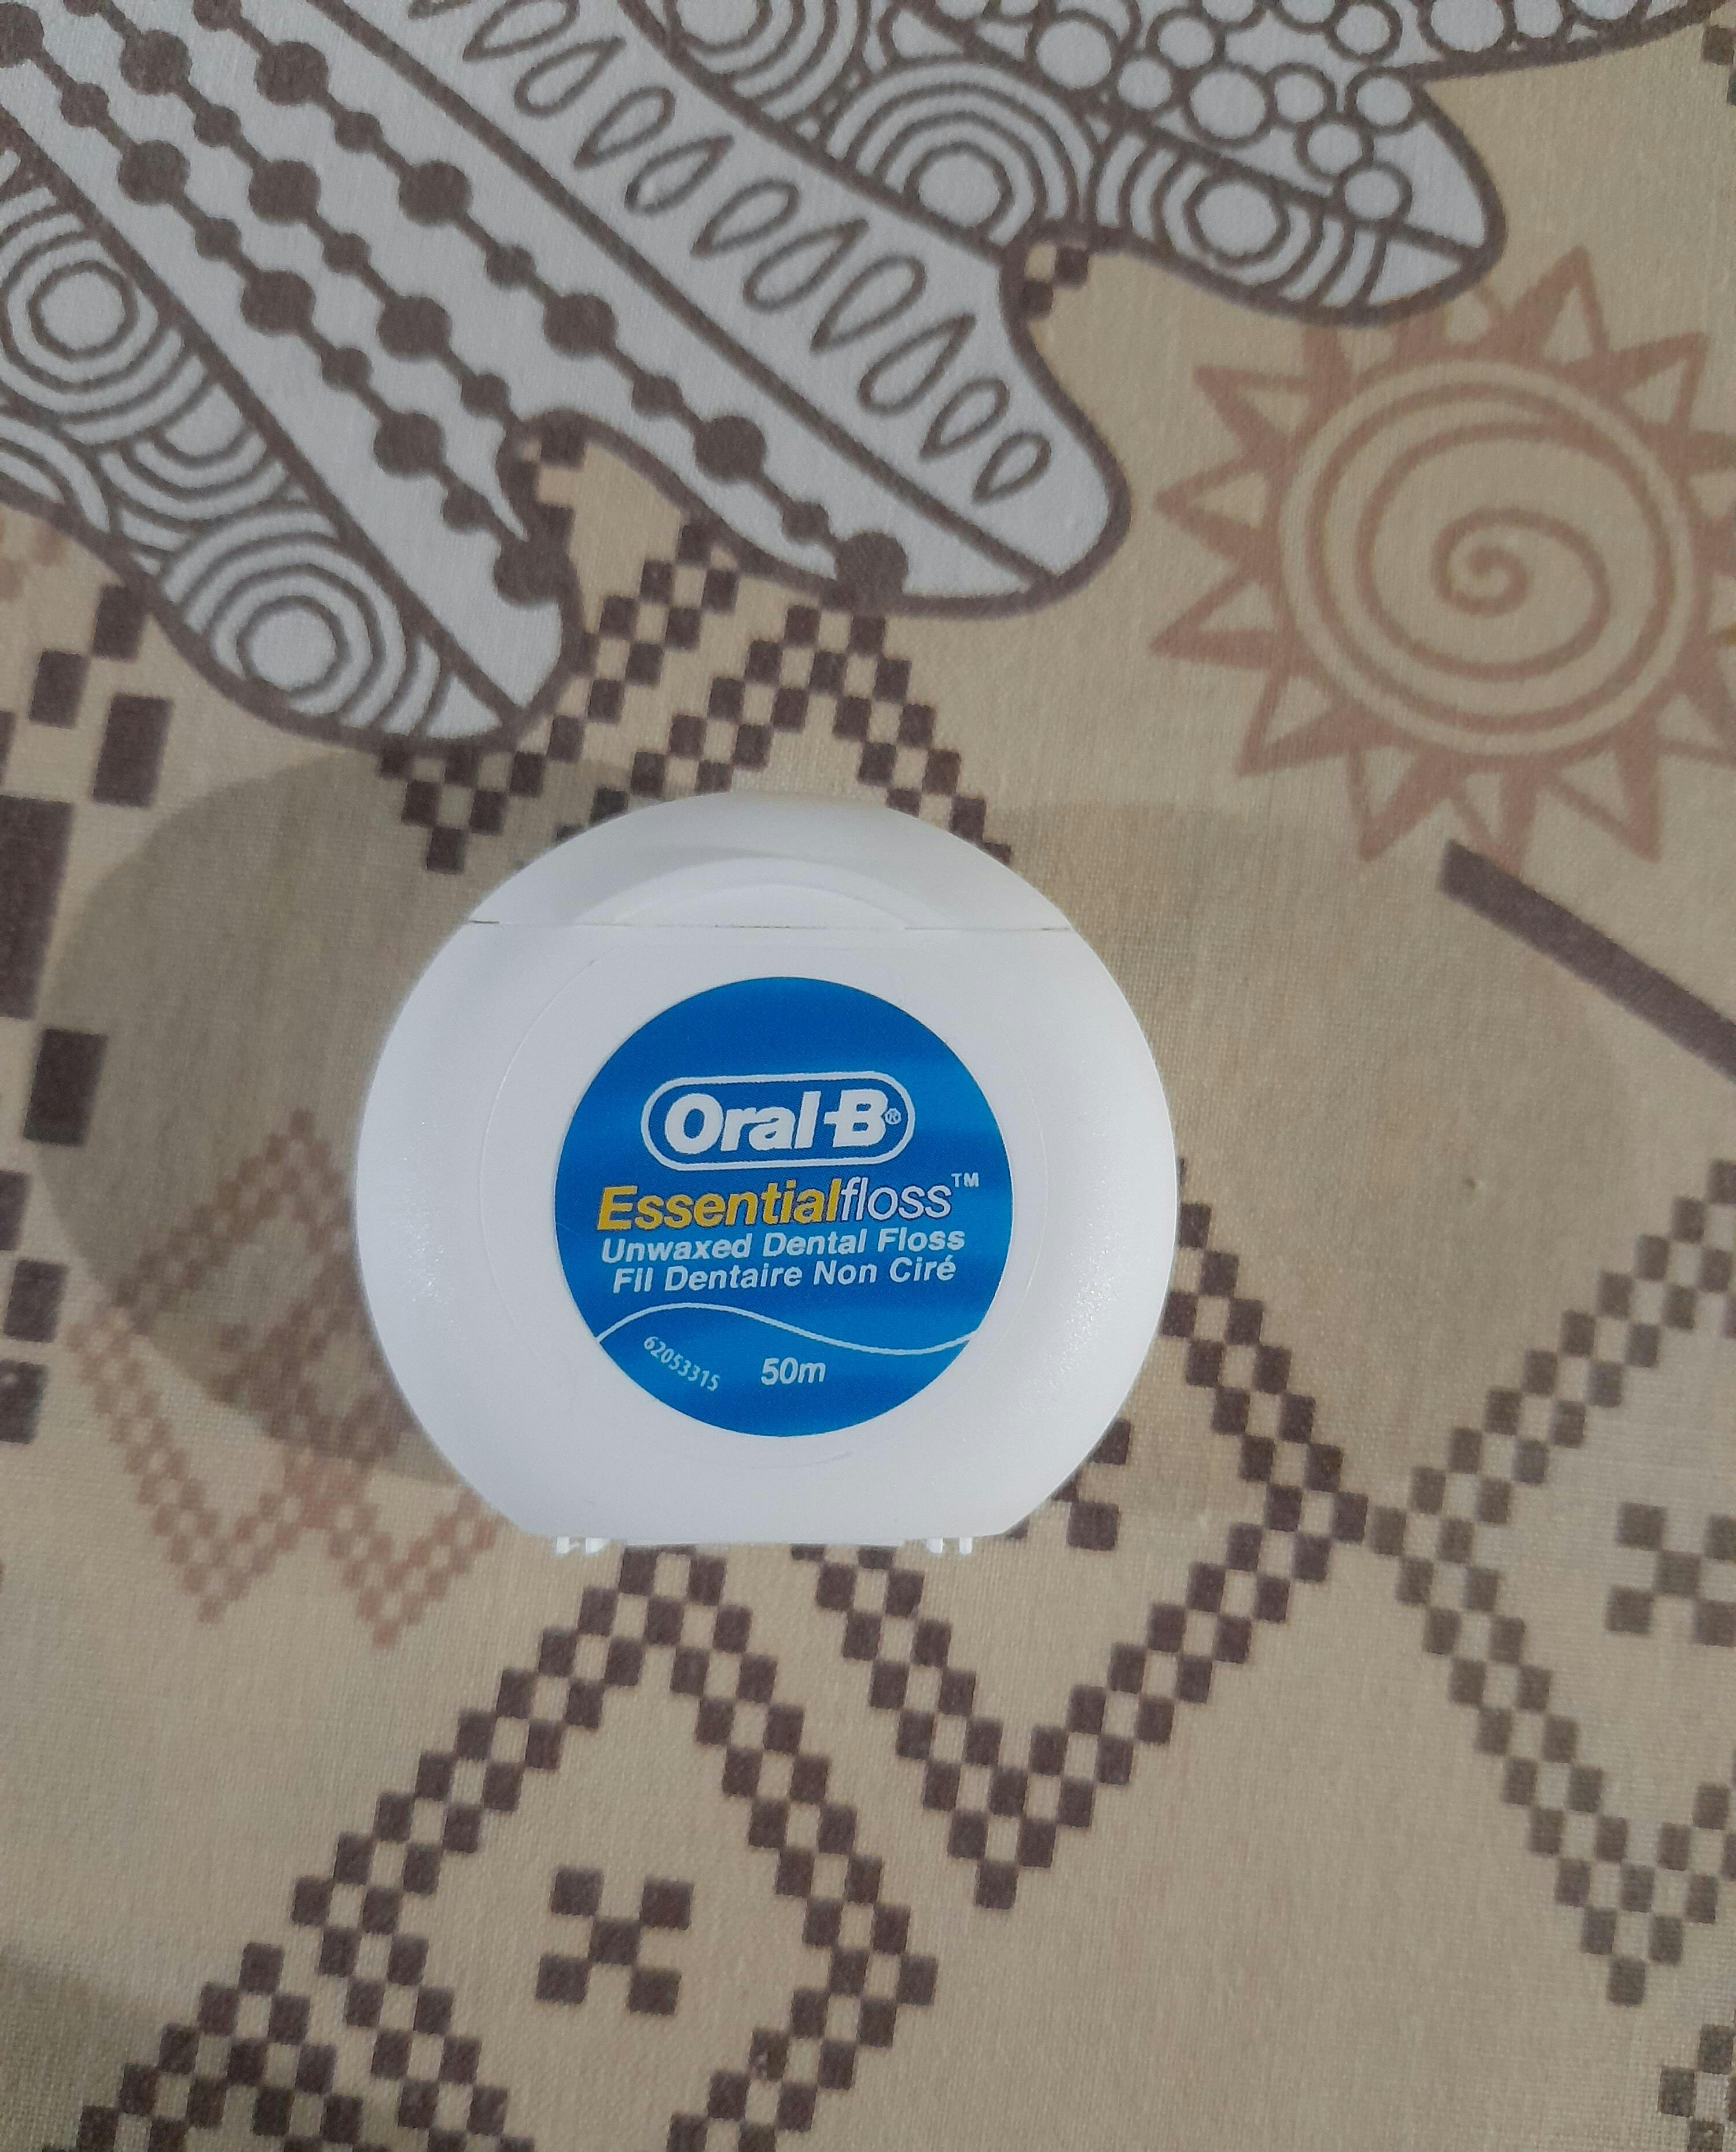 Oral-B®
Essentialfloss™
Unwaxed Dental Floss
Fil Dentaire Non Ciré
62053315
50m